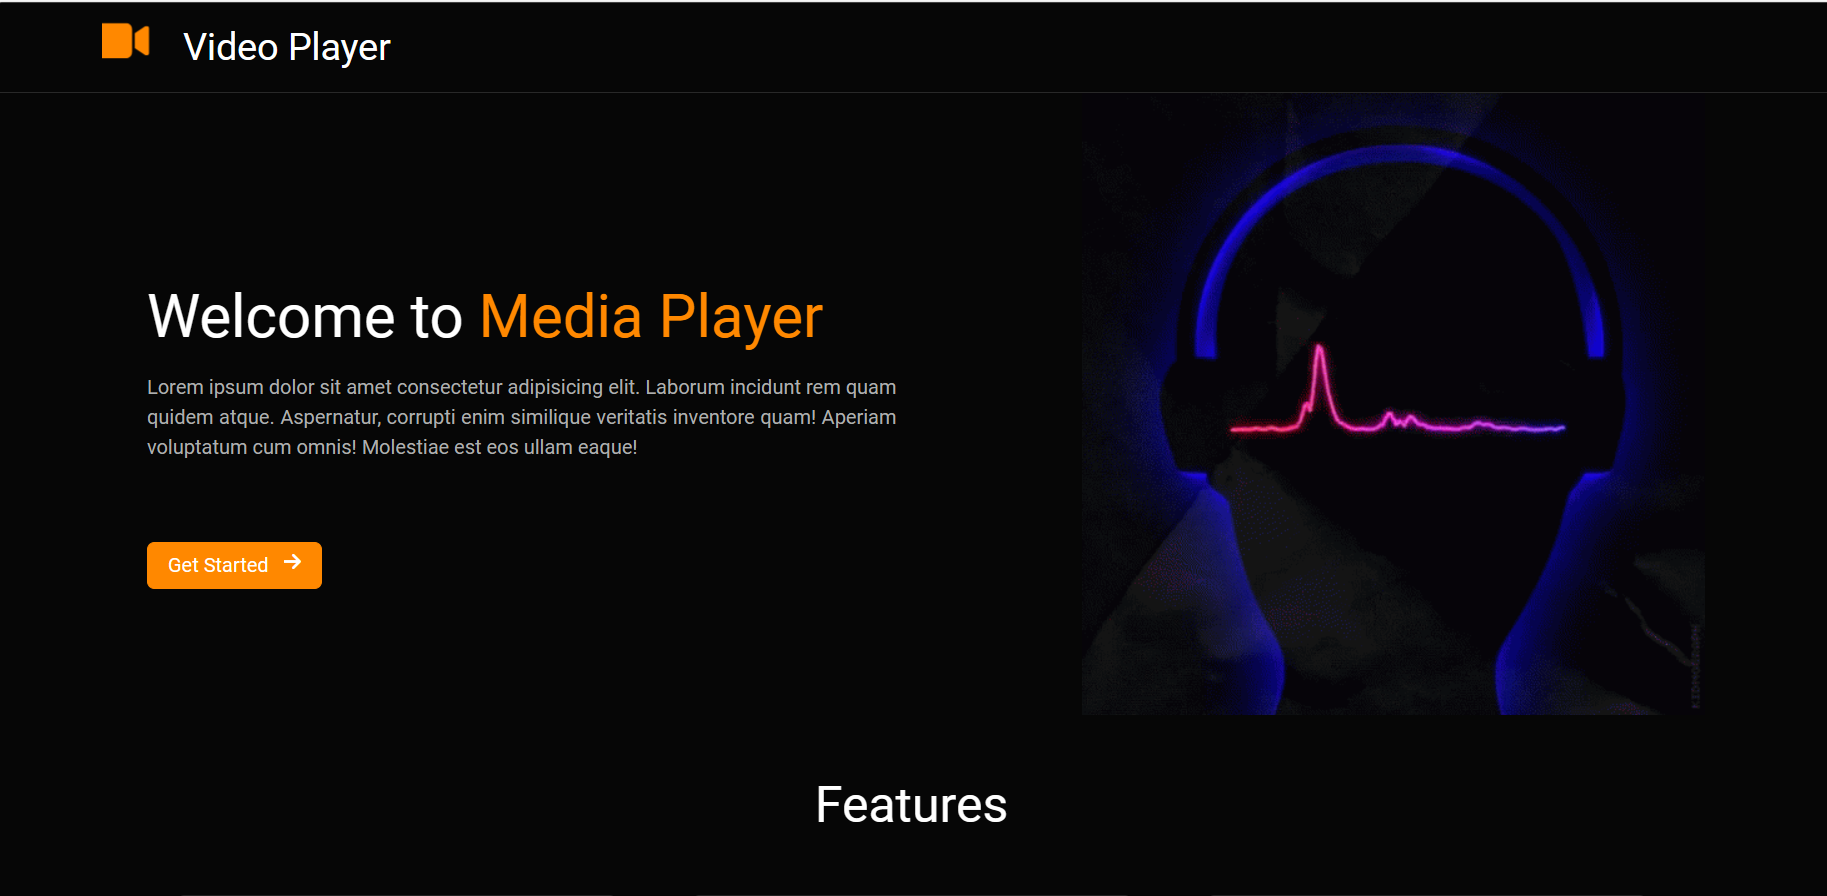 Video Player
Welcome to Media Player
Lorem ipsum dolor sit amet consectetur adipisicing elit. Laborum incidunt rem quam
quidem atque. Aspernatur, corrupti enim similique veritatis inventore quam! Aperiam
voluptatum cum omnis! Molestiae est eos ullam eaque!
Get Started
KIDMOGRAPH
Features